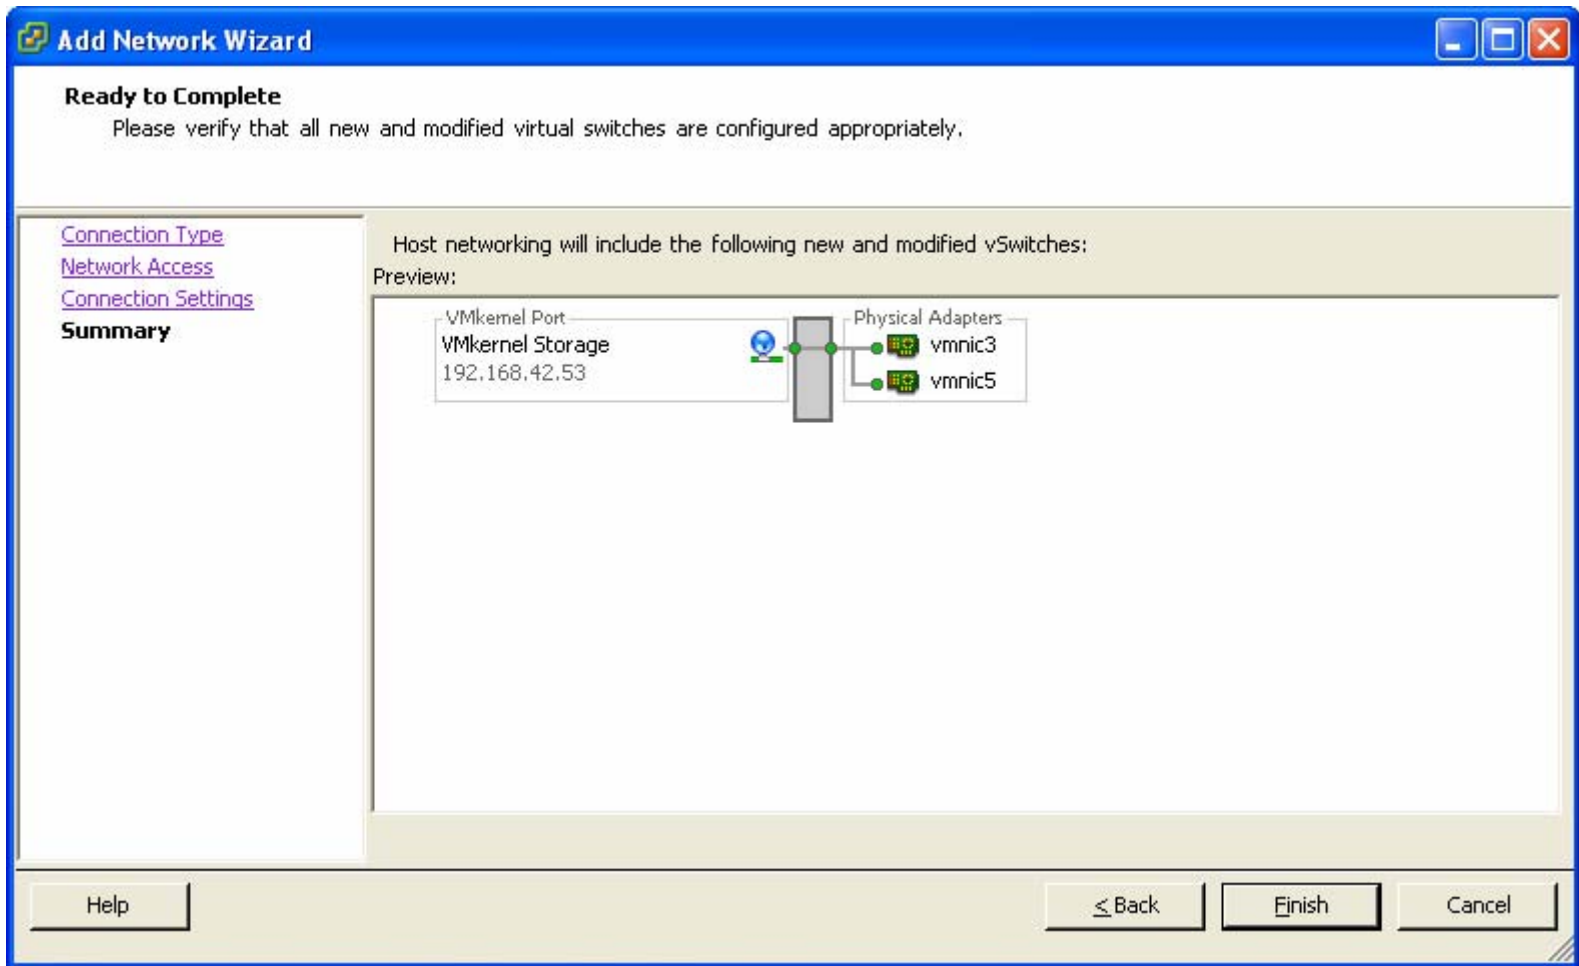 Add Network Wizard
Ready to Complete
Please verify that all new and modified virtual switches are configured appropriately.
Connection Type
Network Access
Connection Settings
Summary
Host networking will include the following new and modified vSwitches:
Preview:
VMkernel Port
VMkernel Storage
192.168.42.53
Physical Adapters
vmnic3
vmnic5
Help
< Back
Finish
Cancel